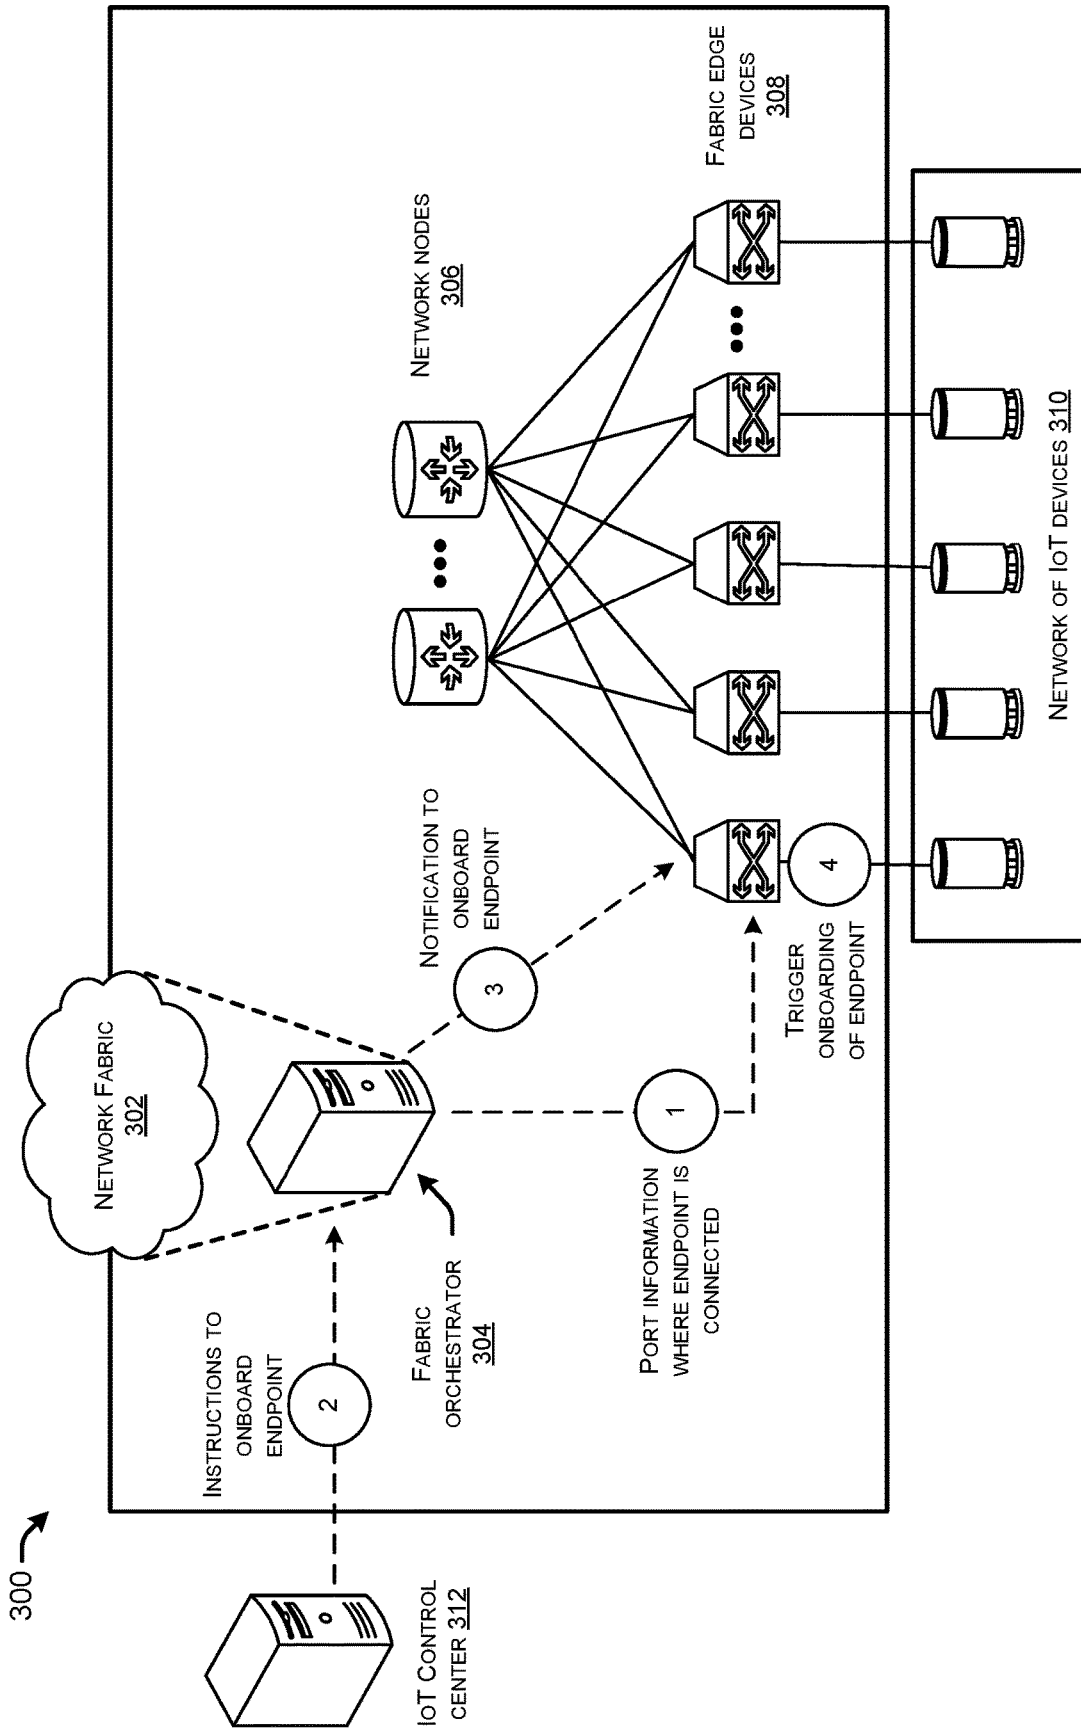 300
NETWORK FABRIC
302
INSTRUCTIONS TO
ONBOARD
ENDPOINT
2
IOT CONTROL
CENTER 312
FABRIC
ORCHESTRATOR
304
NOTIFICATION TO
ONBOARD
ENDPOINT
3
NETWORK NODES
306
PORT INFORMATION
WHERE ENDPOINT IS
CONNECTED
1
FABRIC EDGE
DEVICES
308
TRIGGER
ONBOARDING
OF ENDPOINT
4
NETWORK OF IOT DEVICES 310